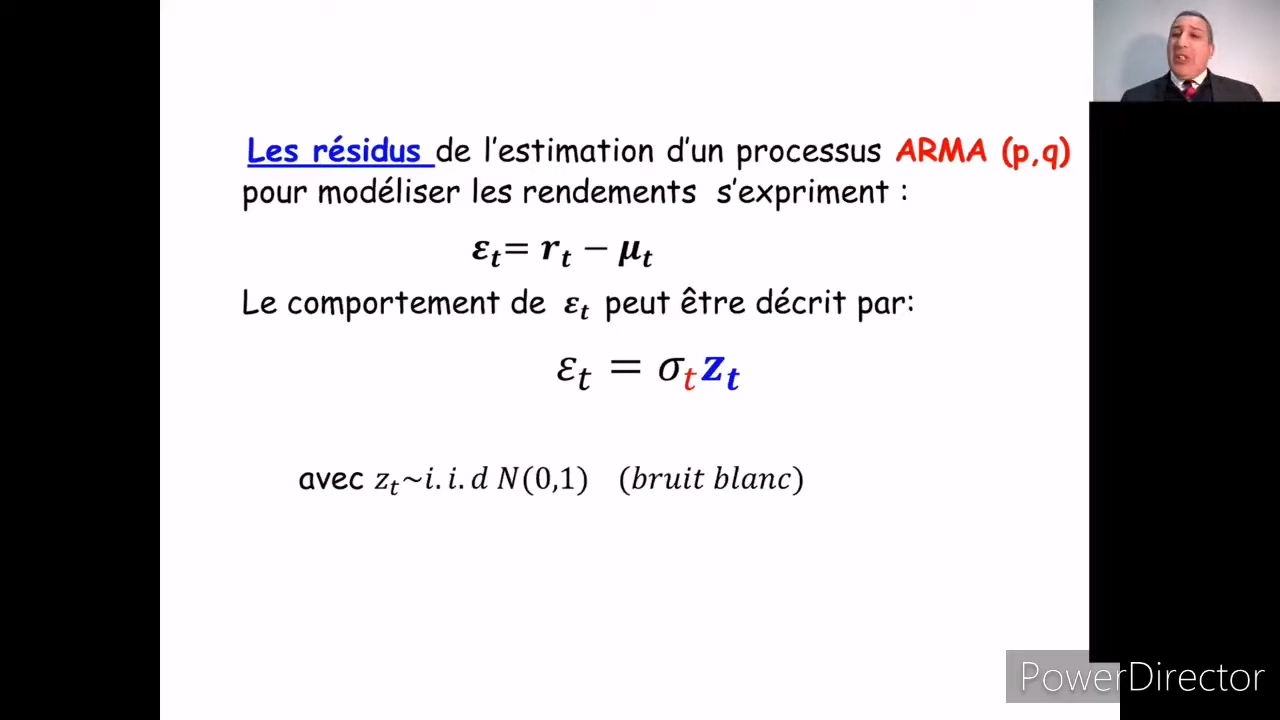 Les résidus de l'estimation d'un processus ARMA (p,q)
pour modéliser les rendements s'expriment :
εₜ= rₜ − μₜ
Le comportement de εₜ peut être décrit par:
εₜ = σₜzₜ
avec zₜ~i.i.d N(0,1) (bruit blanc)
PowerDirector